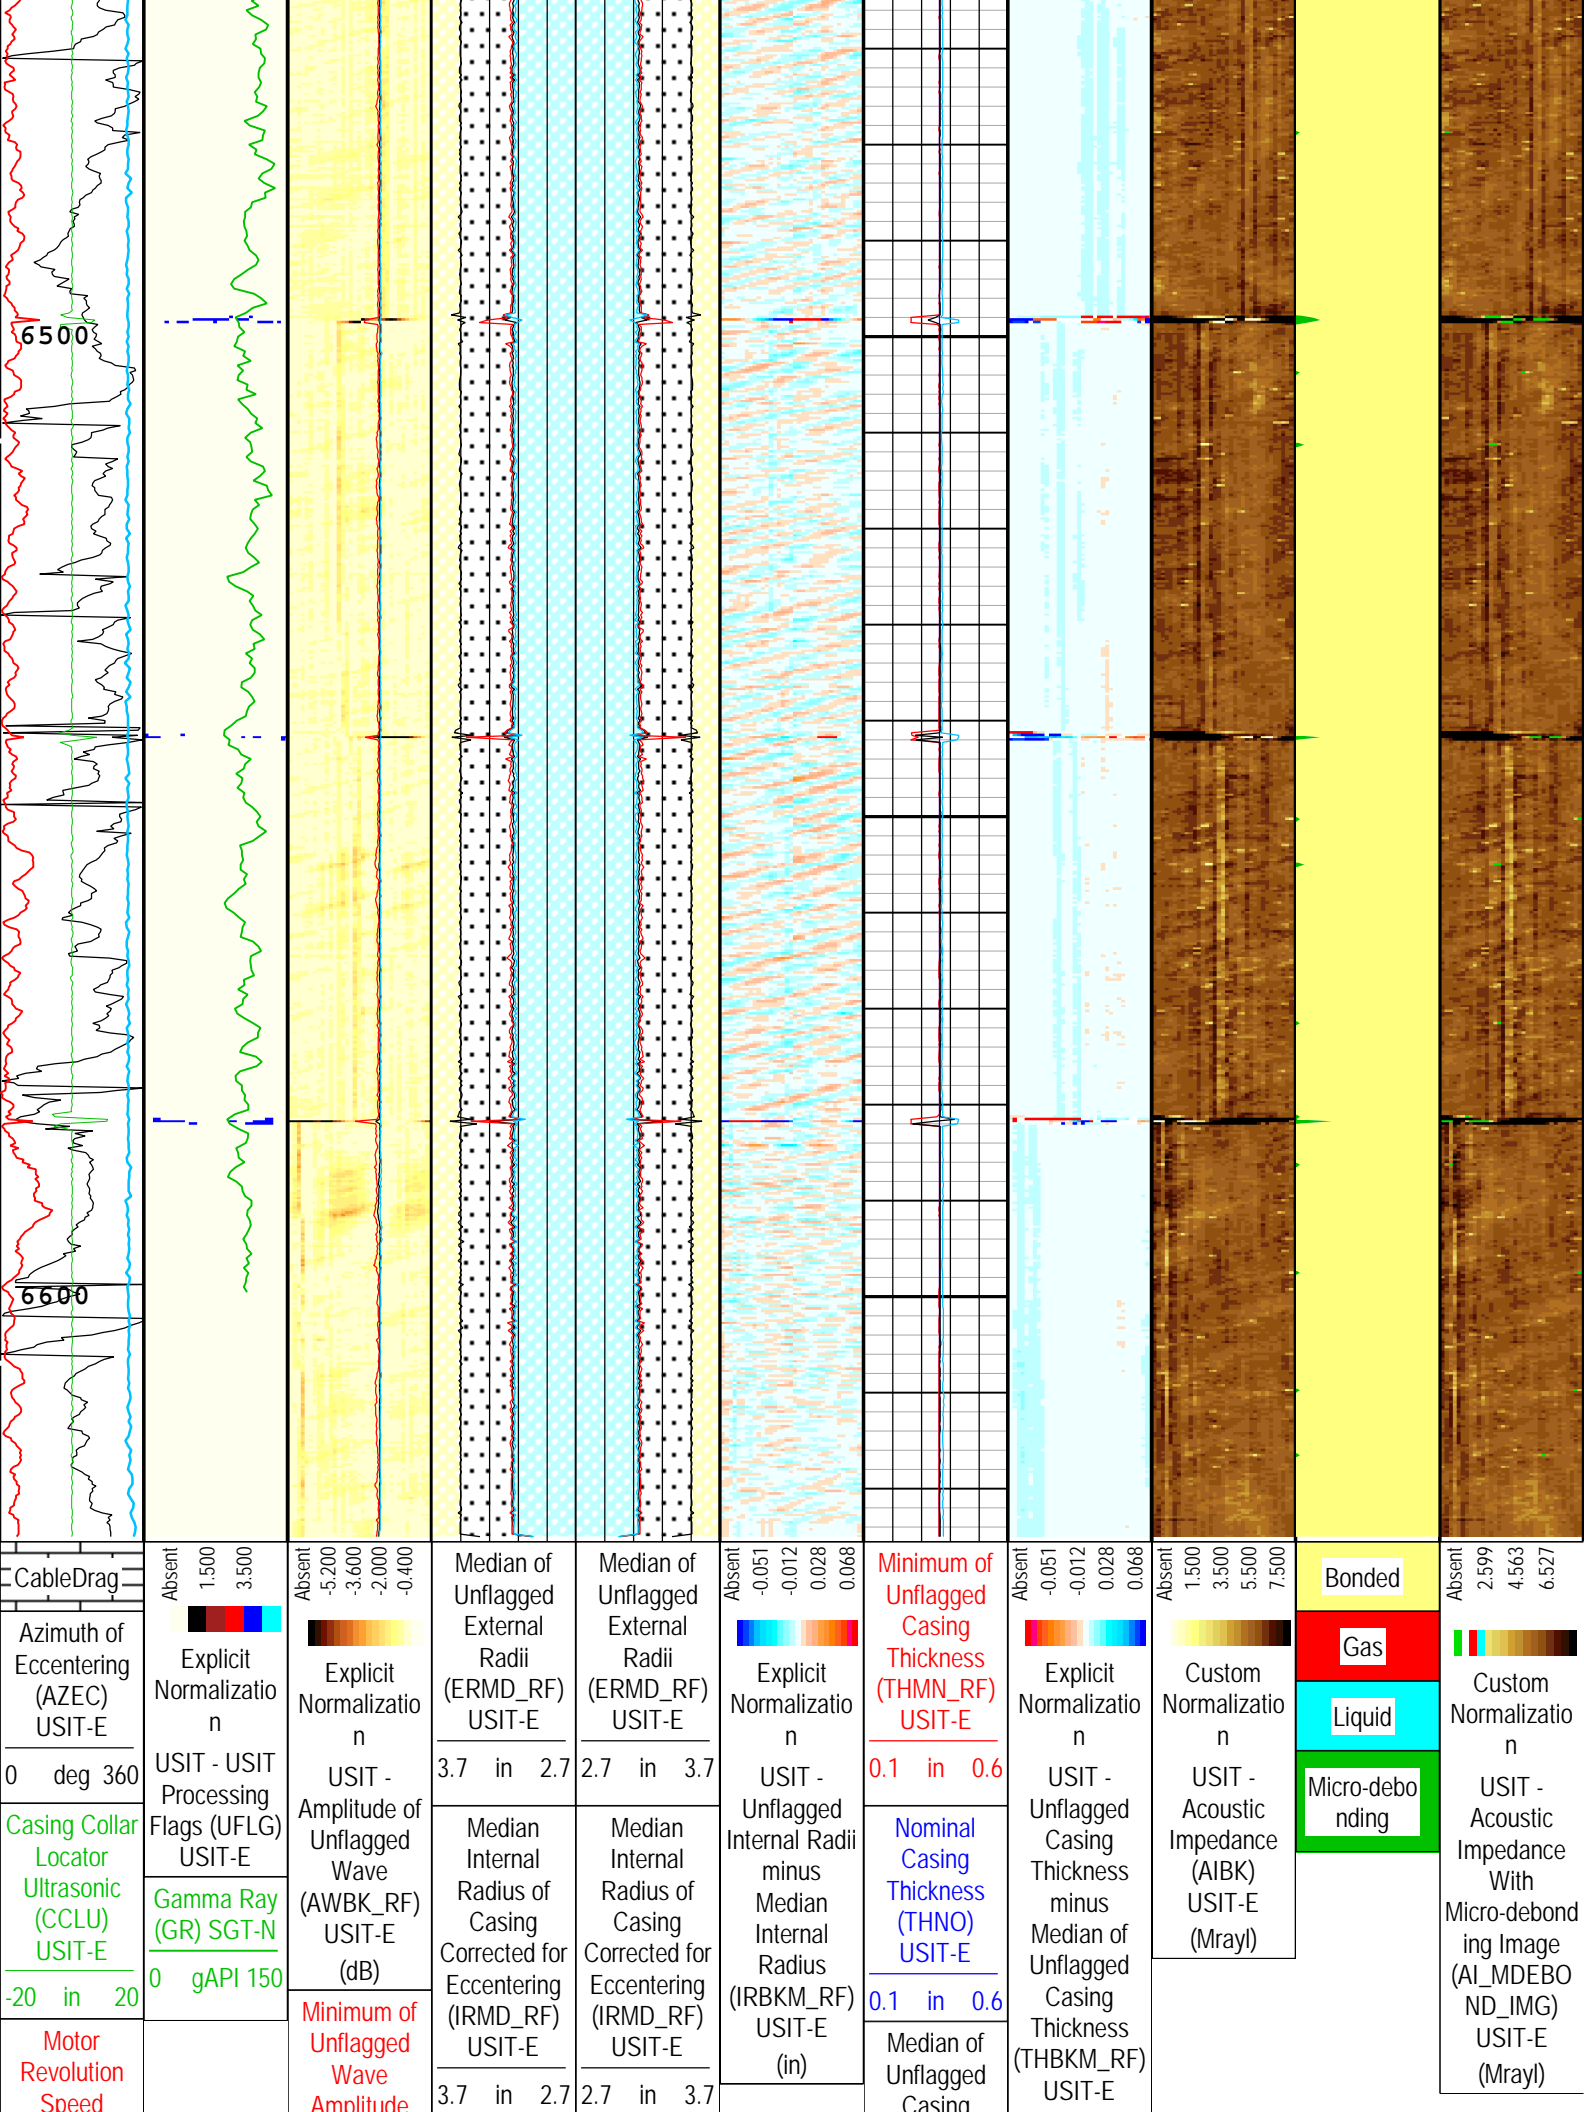 6500
6600
CableDrag
Azimuth of
Eccentering
(AZEC)
USIT-E
0 deg 360
Casing Collar
Locator
Ultrasonic
(CCLU)
USIT-E
-20 in 20
Motor
Revolution
Speed
Absent
1.500
3.500
Explicit
Normalizatio
n
USIT - USIT
Processing
Flags (UFLG)
USIT-E
Gamma Ray
(GR) SGT-N
0 gAPI 150
Absent
-5.200
-3.600
-2.000
-0.400
Explicit
Normalizatio
n
USIT -
Amplitude of
Unflagged
Wave
(AWBK_RF)
USIT-E
(dB)
Minimum of
Unflagged
Wave
Amplitude
Median of
Unflagged
External
Radii
(ERMD_RF)
USIT-E
3.7 in 2.7
Median
Internal
Radius of
Casing
Corrected for
Eccentering
(IRMD_RF)
USIT-E
3.7 in 2.7
Median of
Unflagged
External
Radii
(ERMD_RF)
USIT-E
2.7 in 3.7
Median
Internal
Radius of
Casing
Corrected for
Eccentering
(IRMD_RF)
USIT-E
2.7 in 3.7
Absent
-0.051
-0.012
0.028
0.068
Explicit
Normalizatio
n
USIT -
Unflagged
Internal Radii
minus
Median
Internal
Radius
(IRBKM_RF)
USIT-E
(in)
Minimum of
Unflagged
Casing
Thickness
(THMN_RF)
USIT-E
0.1 in 0.6
Nominal
Casing
Thickness
(THNO)
USIT-E
0.1 in 0.6
Median of
Unflagged
Casing
Absent
-0.051
-0.012
0.028
0.068
Explicit
Normalizatio
n
USIT -
Unflagged
Casing
Thickness
minus
Median of
Unflagged
Casing
Thickness
(THBKM_RF)
USIT-E
Absent
1.500
3.500
5.500
7.500
Custom
Normalizatio
n
USIT -
Acoustic
Impedance
(AIBK)
USIT-E
(Mrayl)
Bonded
Gas
Liquid
Micro-debo
nding
Absent
2.599
4.563
6.527
Custom
Normalizatio
n
USIT -
Acoustic
Impedance
With
Micro-debond
ing Image
(AI_MDEBO
ND_IMG)
USIT-E
(Mrayl)